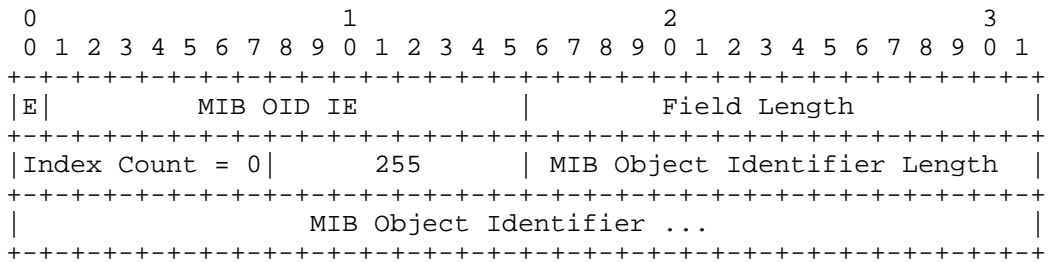 0                   1                   2                   3
 0 1 2 3 4 5 6 7 8 9 0 1 2 3 4 5 6 7 8 9 0 1 2 3 4 5 6 7 8 9 0 1
+-+-+-+-+-+-+-+-+-+-+-+-+-+-+-+-+-+-+-+-+-+-+-+-+-+-+-+-+-+-+-+-+
|E|         MIB OID IE            |        Field Length           |
+-+-+-+-+-+-+-+-+-+-+-+-+-+-+-+-+-+-+-+-+-+-+-+-+-+-+-+-+-+-+-+-+
|Index Count = 0|      255      | MIB Object Identifier Length  |
+-+-+-+-+-+-+-+-+-+-+-+-+-+-+-+-+-+-+-+-+-+-+-+-+-+-+-+-+-+-+-+-+
|                  MIB Object Identifier ...                    |
+-+-+-+-+-+-+-+-+-+-+-+-+-+-+-+-+-+-+-+-+-+-+-+-+-+-+-+-+-+-+-+-+